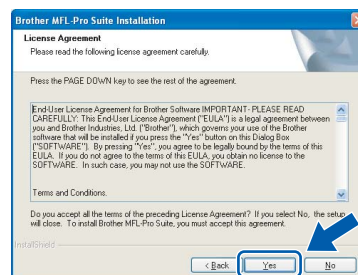 Brother MFL-Pro Suite Installation
License Agreement
Please read the following license agreement carefully.
Press the PAGE DOWN key to see the rest of the agreement.
End-User License Agreement for Brother Software IMPORTANT- PLEASE READ
CAREFULLY: This End-User License Agreement ("EULA") is a legal agreement between
you and Brother Industries, Ltd. ("Brother"), which governs your use of the Brother
software that will be installed if you press the "Yes" button on this Dialog Box
("SOFTWARE"). By pressing "Yes", you agree to be legally bound by the terms of this
EULA. If you do not agree to the terms of this EULA, you obtain no license to the
SOFTWARE. In such case, you may not use the SOFTWARE.
Terms and Conditions.
Do you accept all the terms of the preceding License Agreement? If you select No, the setup
will close. To install Brother MFL-Pro Suite, you must accept this agreement.
InstallShield
< Back
Yes
No